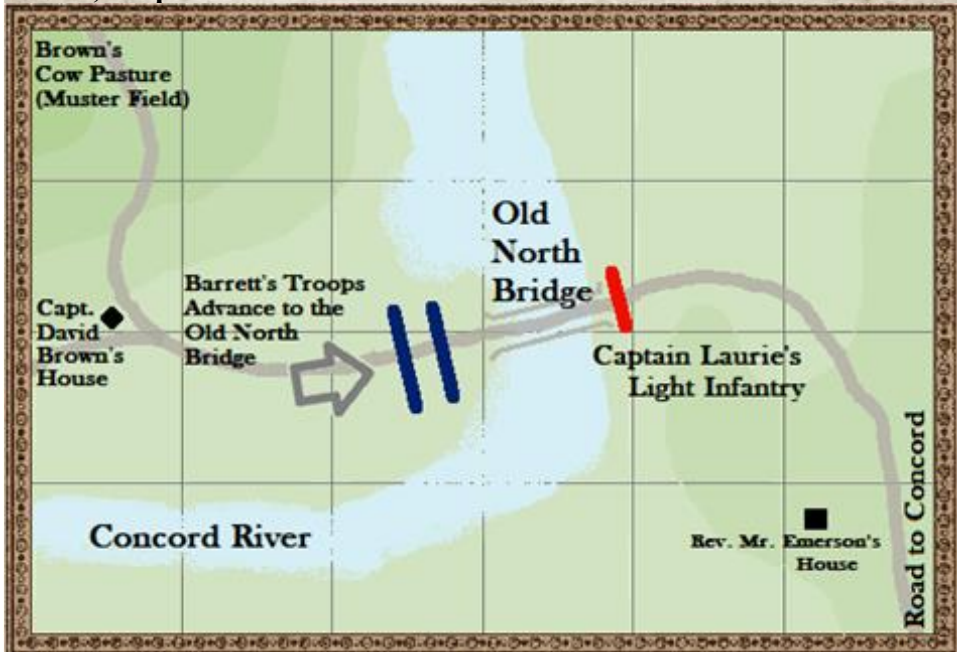 Brown's
Cow Pasture
(Muster Field)
Old
North
Bridge
Barrett's Troops
Advance to the
Old North
Bridge
Capt.
David
Brown's
House
Captain Laurie's
Light Infantry
Concord River
Rev. Mr. Emerson's
House
Road to Concord